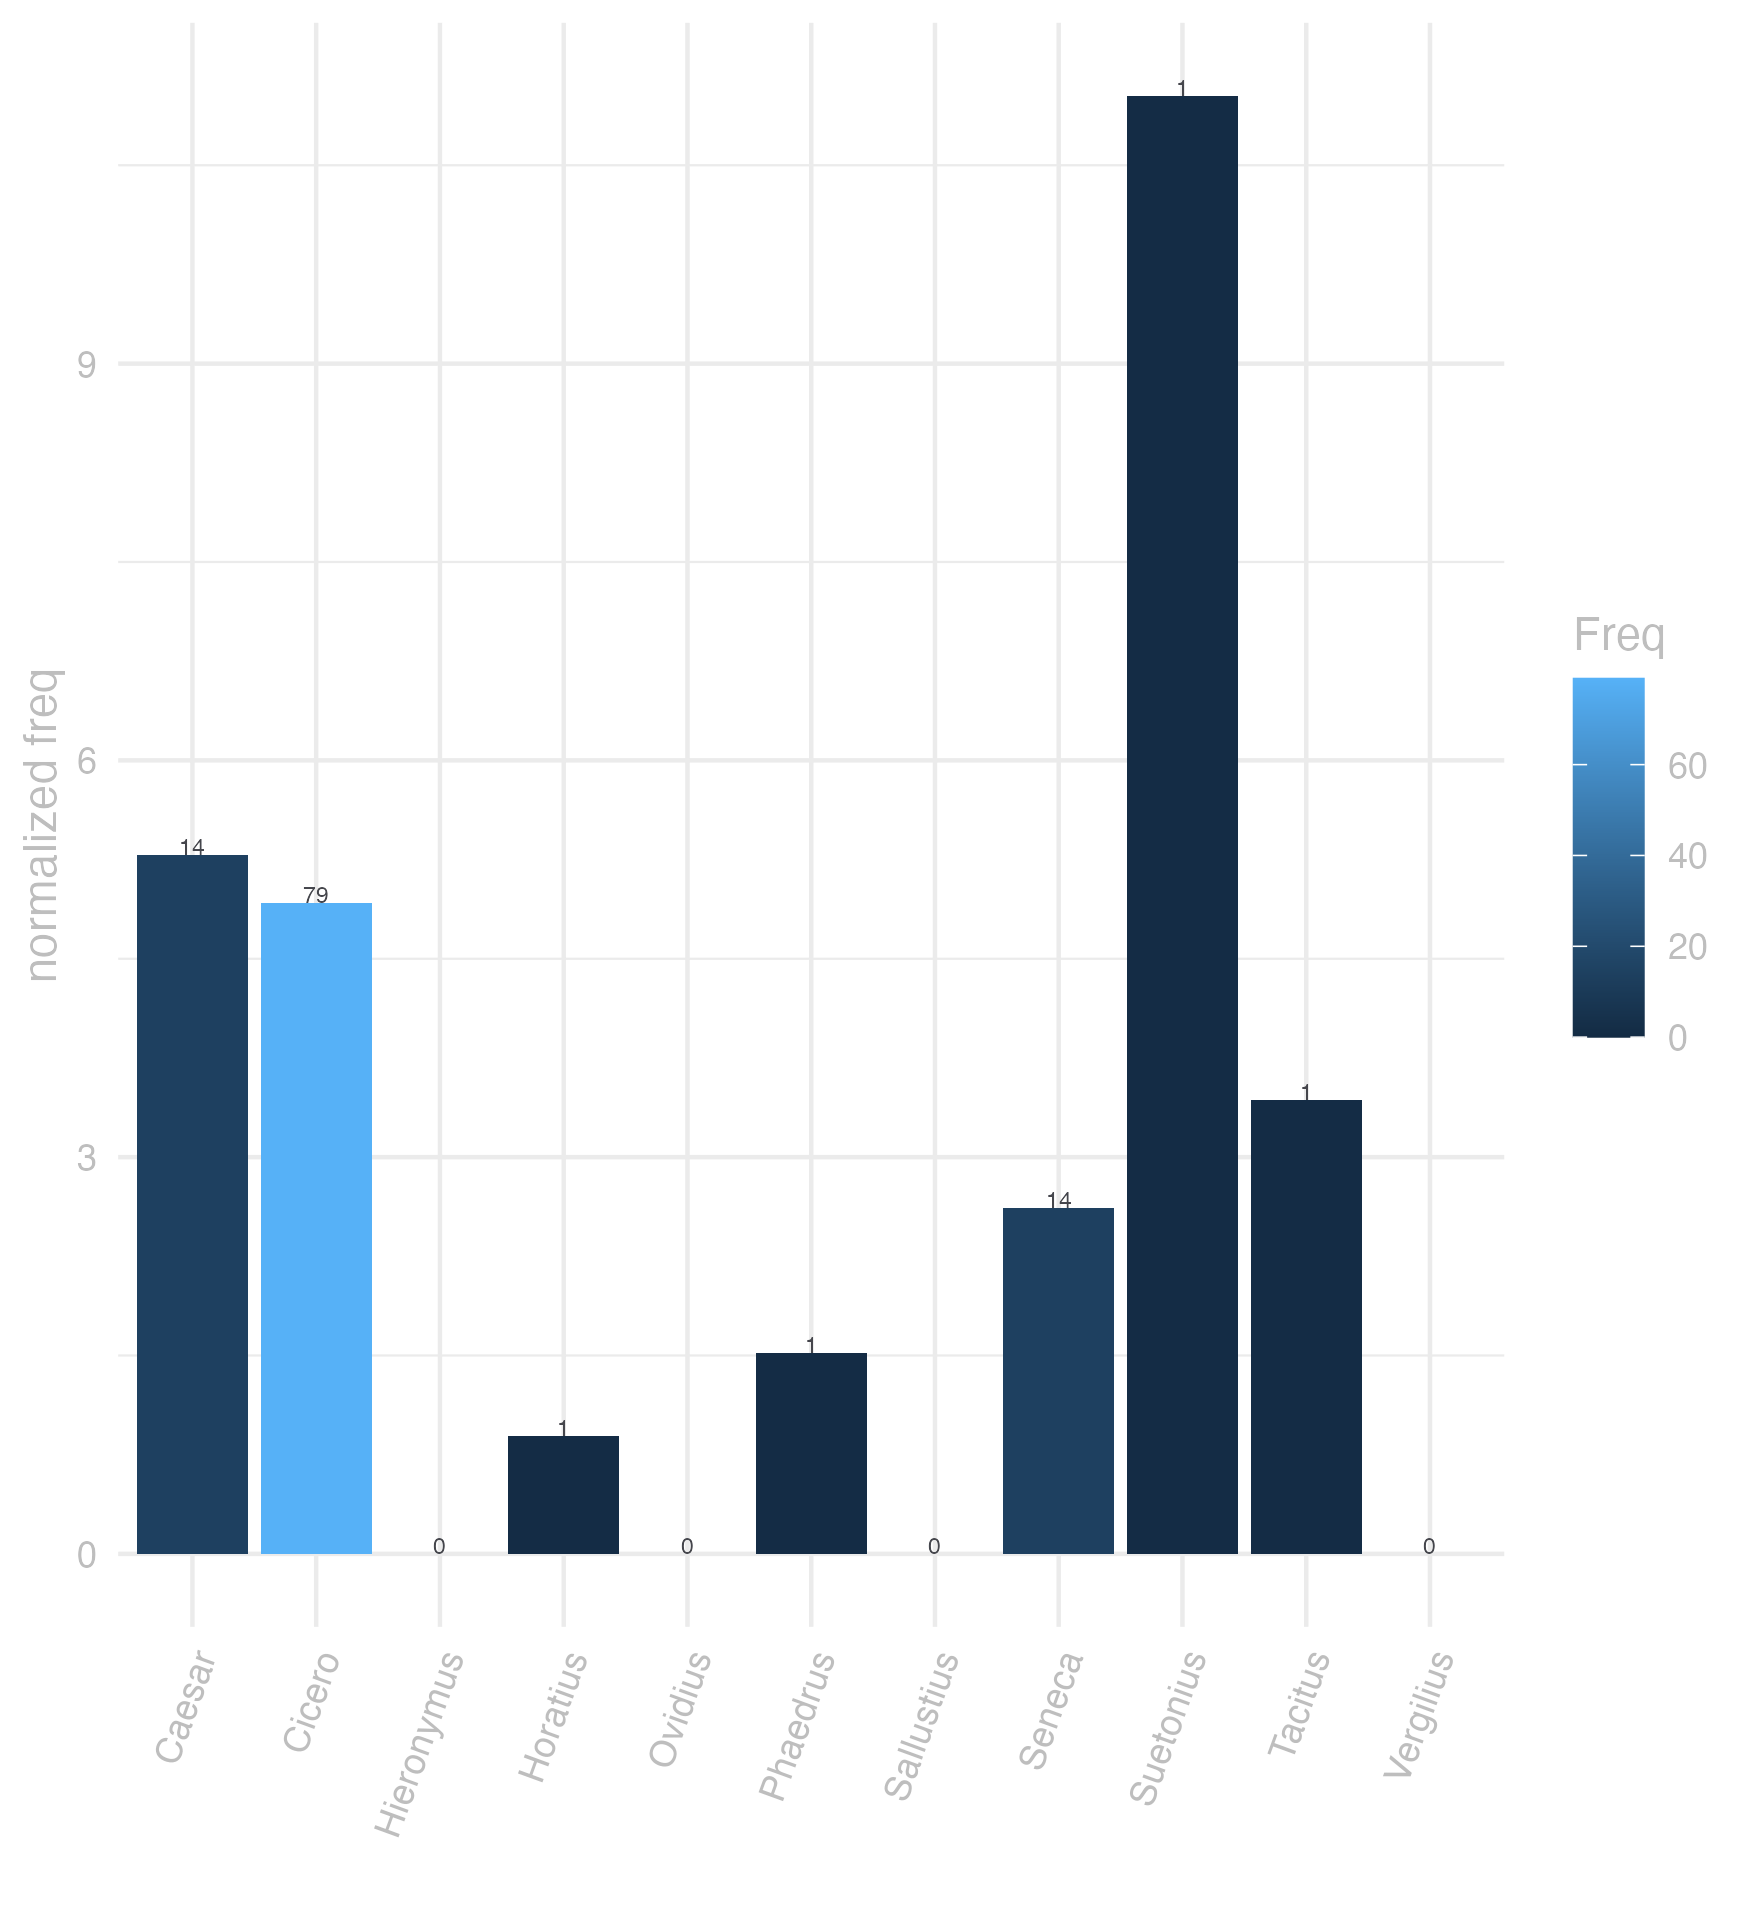 1
9
normalized freq
6
14
79
3
1
14
1
1
1
0
0
0
0
0
Caesar
Cicero
Hieronymus
Horatius
Ovidius
Phaedrus
Sallustius
Seneca
Suetonius
Tacitus
Vergilius
Freq
60
40
20
0